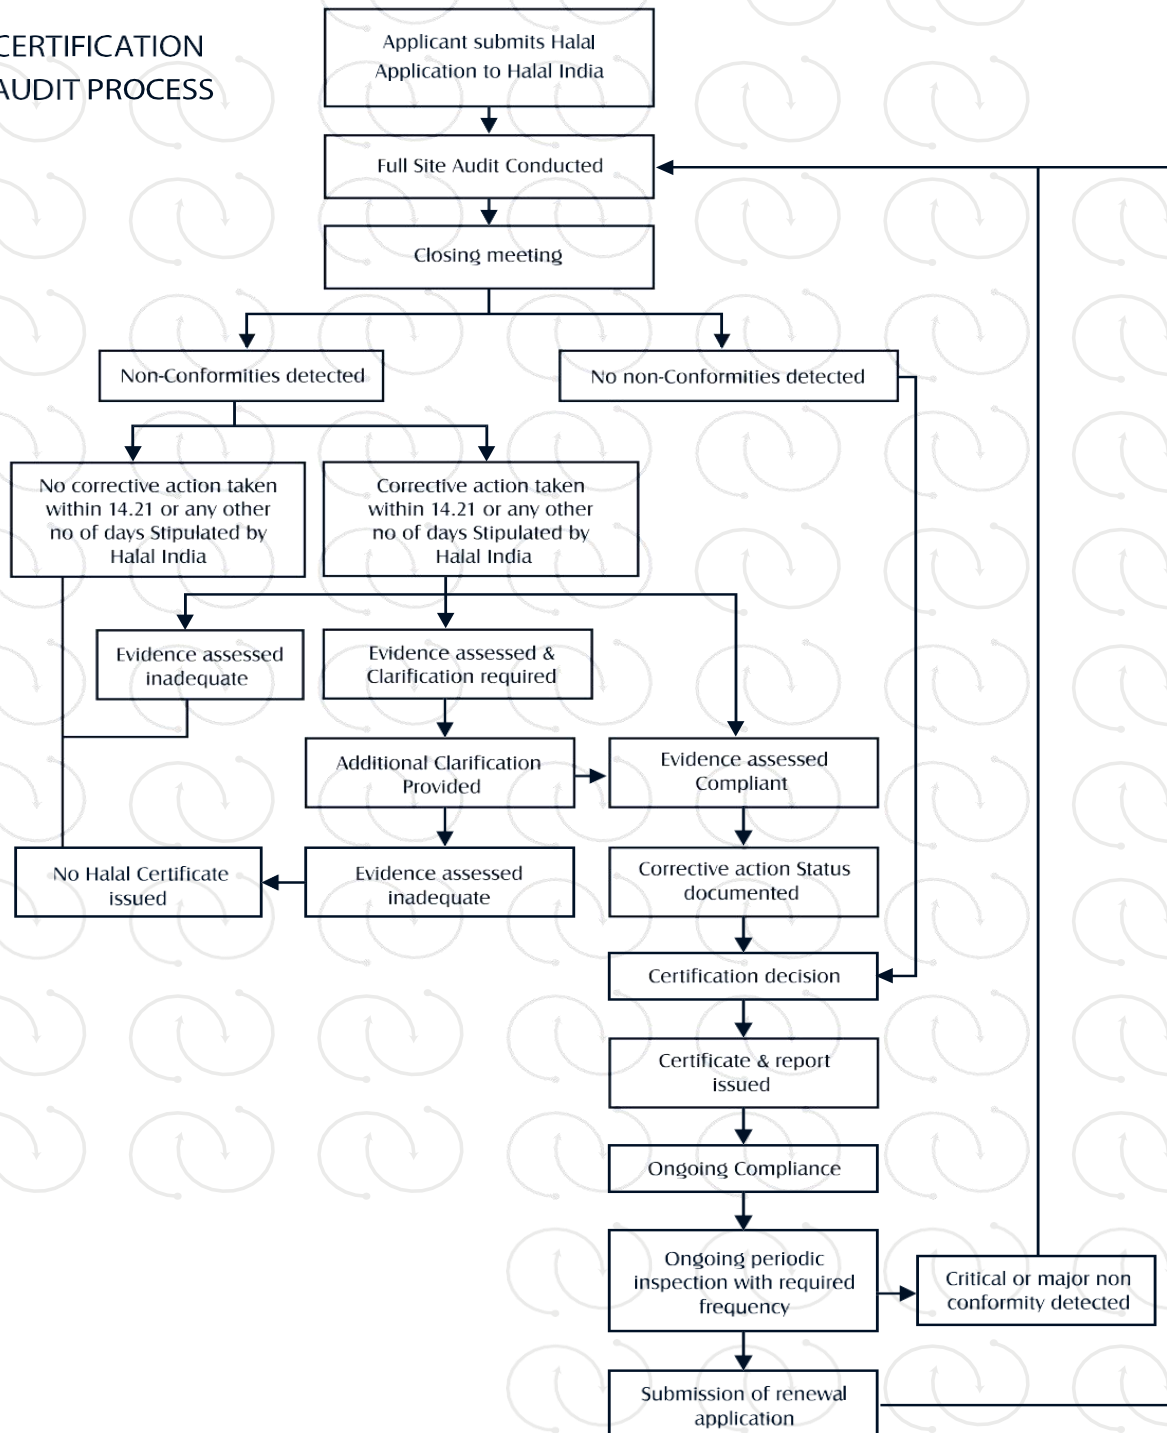 CERTIFICATION
AUDIT PROCESS
Applicant submits Halal
Application to Halal India
Full Site Audit Conducted
Closing meeting
Non-Conformities detected
No non-Conformities detected
No corrective action taken
within 14.21 or any other
no of days Stipulated by
Halal India
Corrective action taken
within 14.21 or any other
no of days Stipulated by
Halal India
Evidence assessed
inadequate
Evidence assessed &
Clarification required
Additional Clarification
Provided
Evidence assessed
Compliant
No Halal Certificate
issued
Evidence assessed
inadequate
Corrective action Status
documented
Certification decision
Certificate & report
issued
Ongoing Compliance
Ongoing periodic
inspection with required
frequency
Critical or major non
conformity detected
Submission of renewal
application